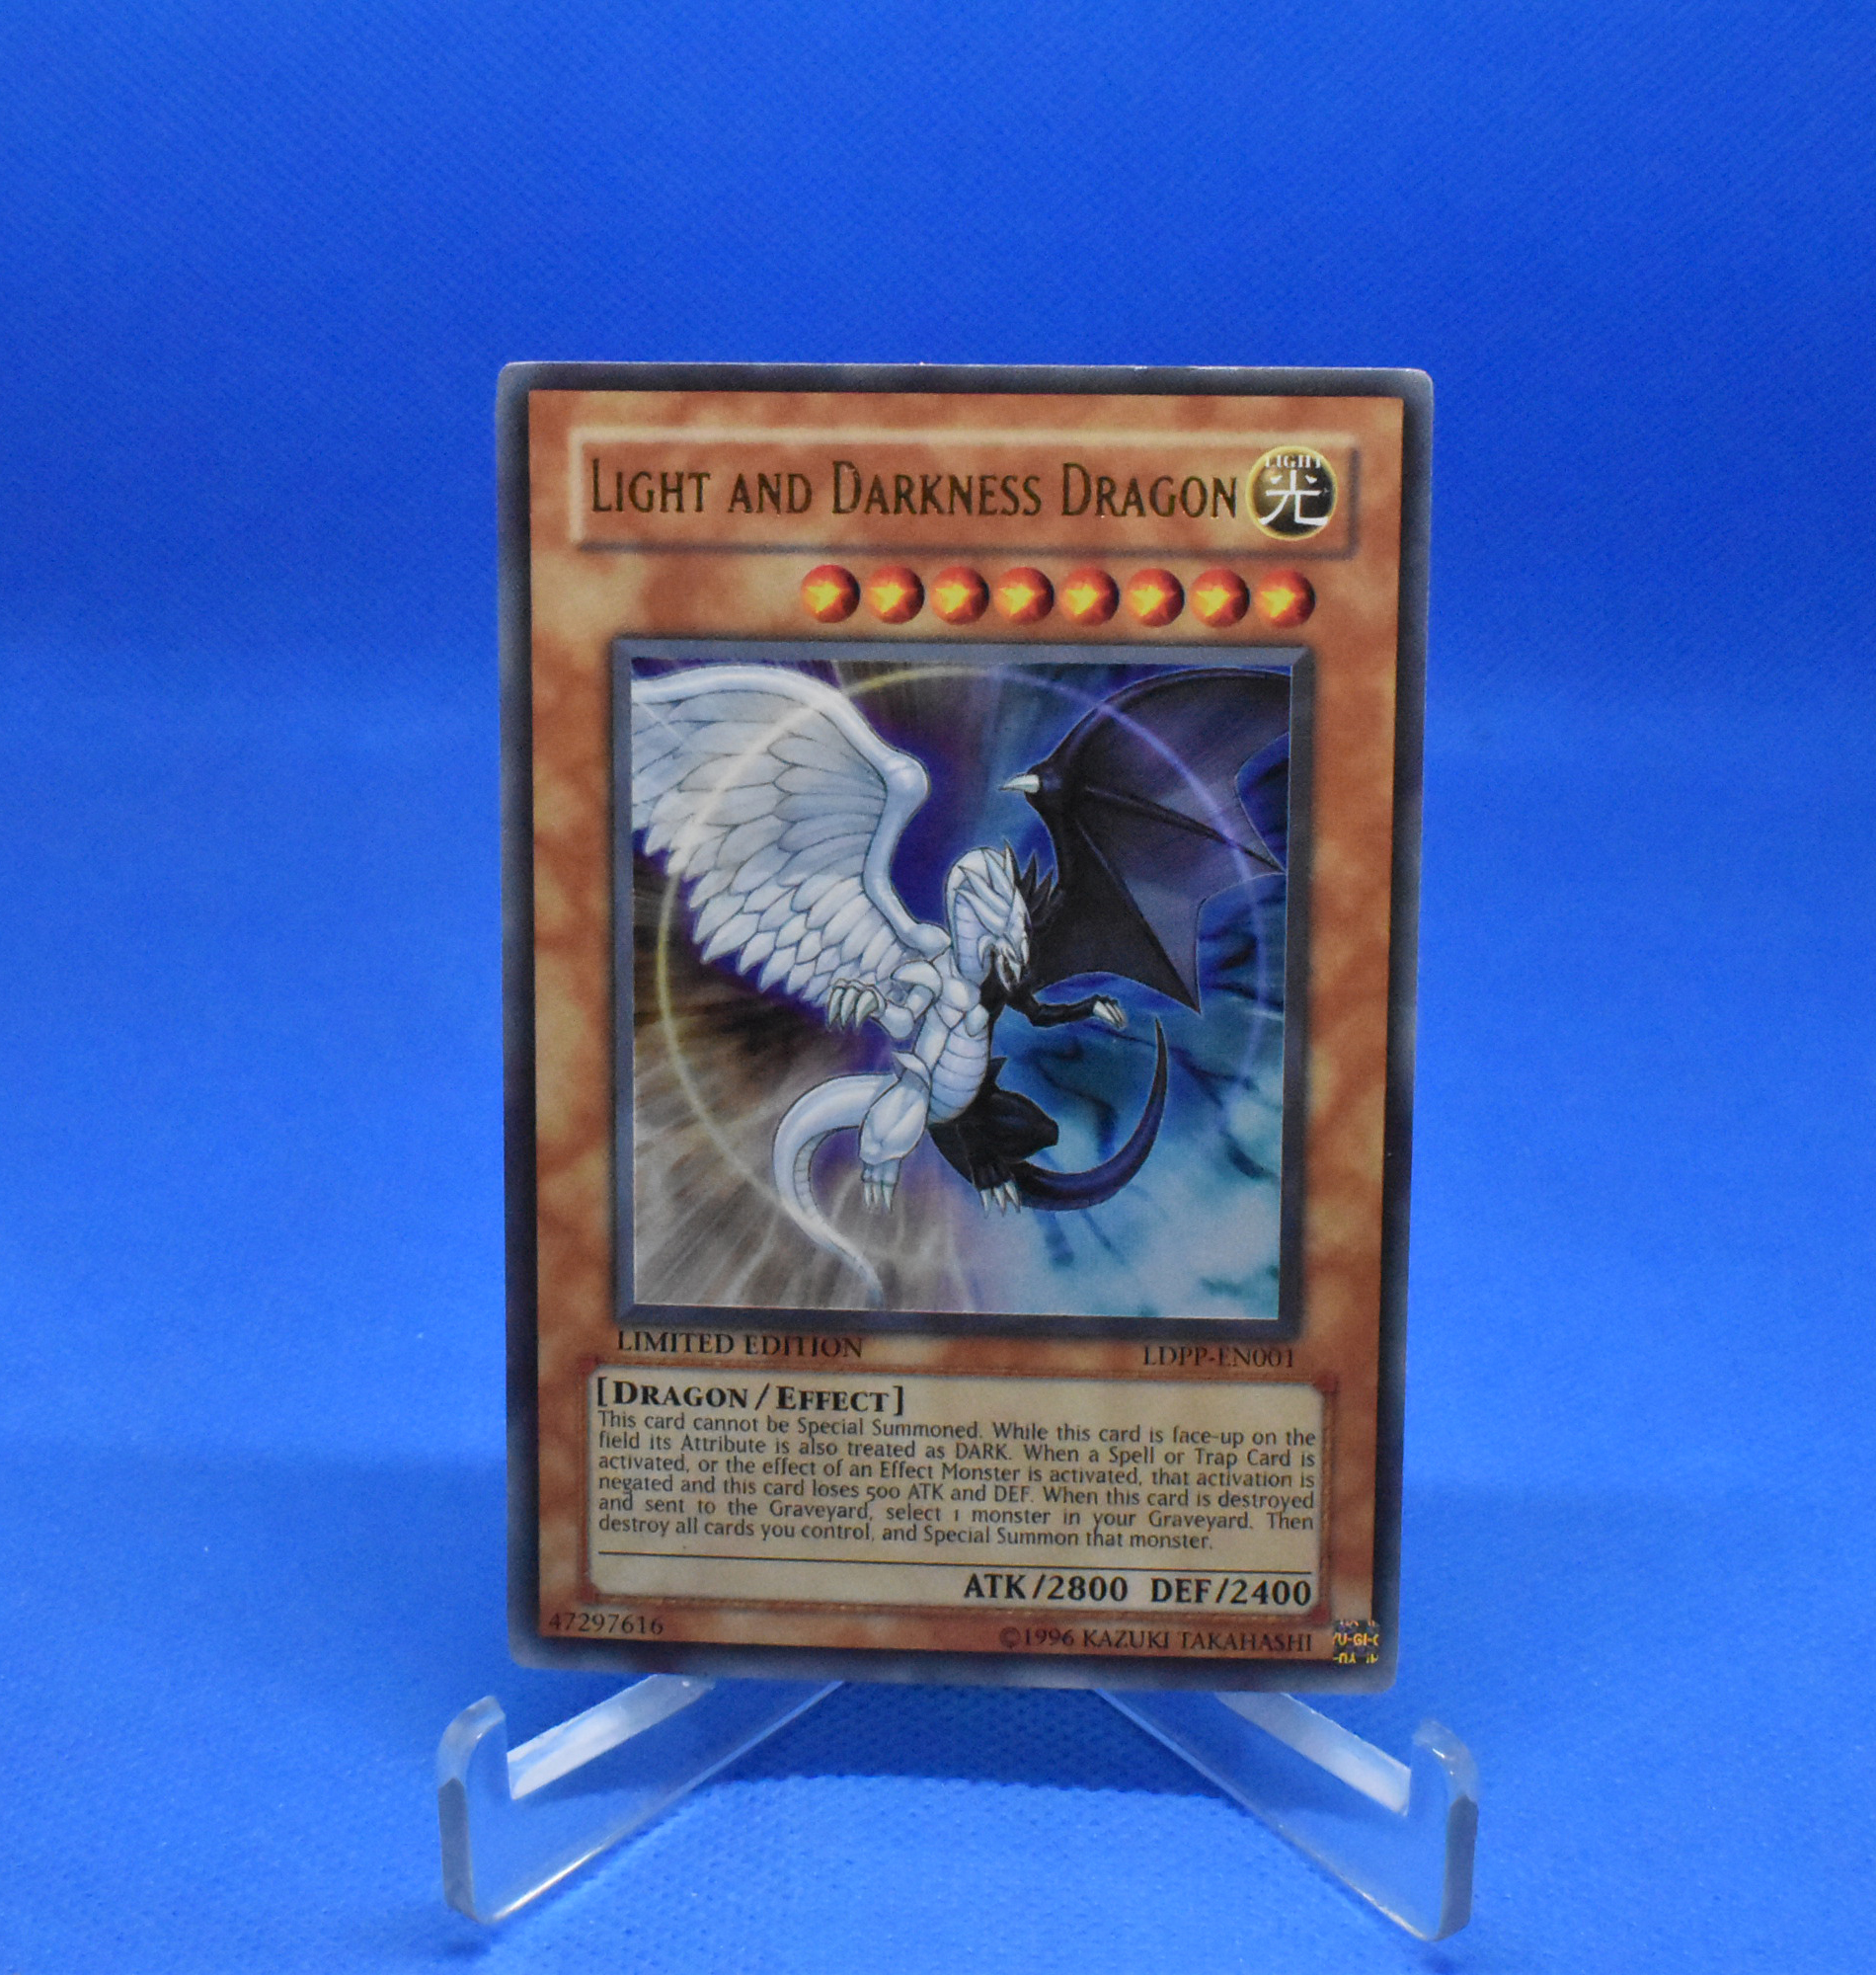 LIGHT AND DARKNESS DRAGON
LIGHT
光
LIMITED EDITION
LDPP-EN001
[DRAGON/EFFECT]
This card cannot be Special Summoned. While this card is face-up on the
field its Attribute is also treated as DARK. When a Spell or Trap Card is
activated, or the effect of an Effect Monster is activated, that activation is
negated and this card loses 500 ATK and DEF. When this card is destroyed
and sent to the Graveyard, select 1 monster in your Graveyard. Then
destroy all cards you control, and Special Summon that monster.
ATK/2800 DEF/2400
47297616
©1996 KAZUKI TAKAHASHI